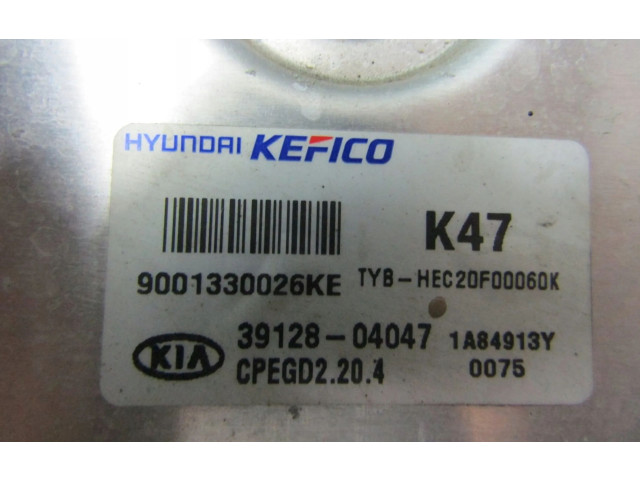 HYUNDAI KEFICO
K47
9001330026KE TYB-HEC20F00060K
KIA 39128-04047 1A84913Y
CPEGD2.20.4 0075